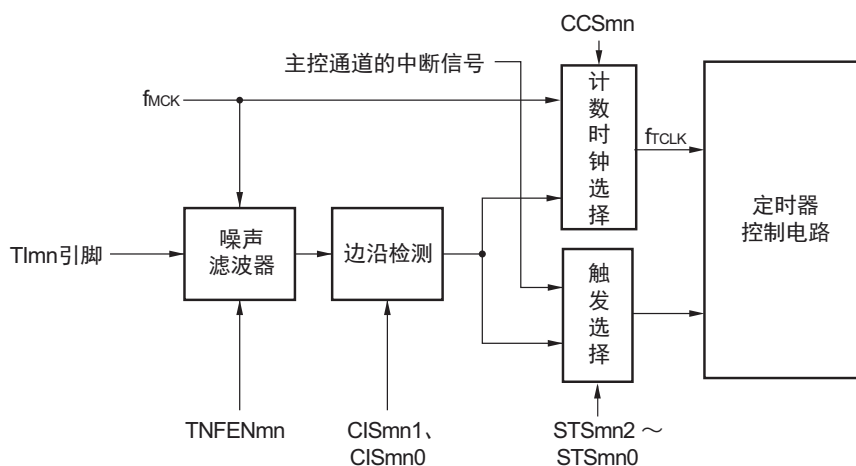 CCSmn
主控通道的中断信号
fMCK
计数时钟选择
fTCLK
定时器
控制电路
TImn引脚
噪声
滤波器
边沿检测
触发选择
TNFENmn
CISmn1、
CISmn0
STSmn2 ～
STSmn0